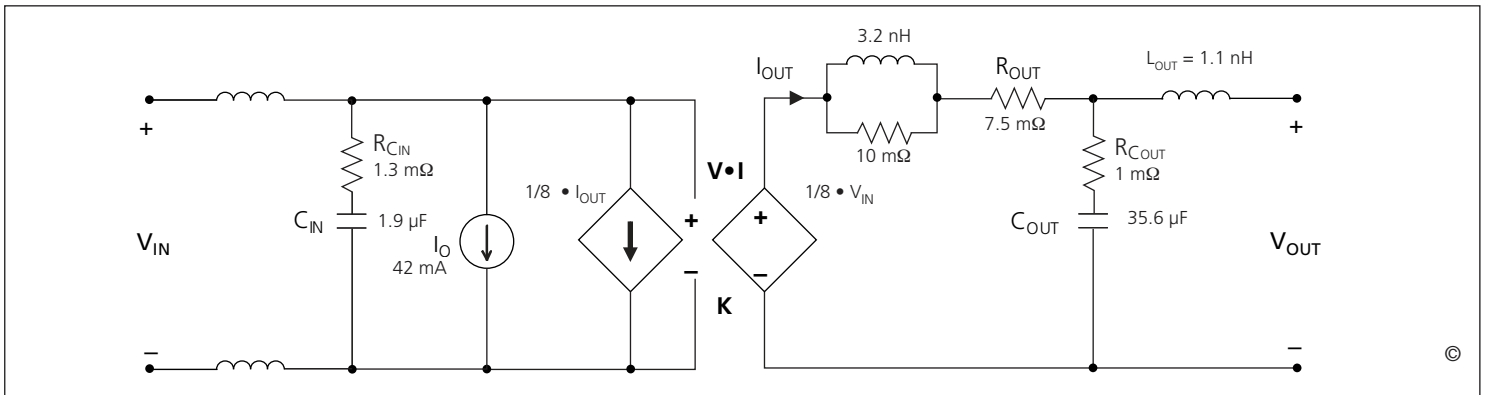 3.2 nH
I_OUT
R_OUT
L_OUT = 1.1 nH
+
10 mΩ
7.5 mΩ
+
R_CIN
1.3 mΩ
V•I
R_COUT
1 mΩ
1/8 • I_OUT
1/8 • V_IN
C_IN
1.9 µF
+
+
C_OUT
35.6 µF
V_IN
I_O
42 mA
V_OUT
–
–
K
–
–
©